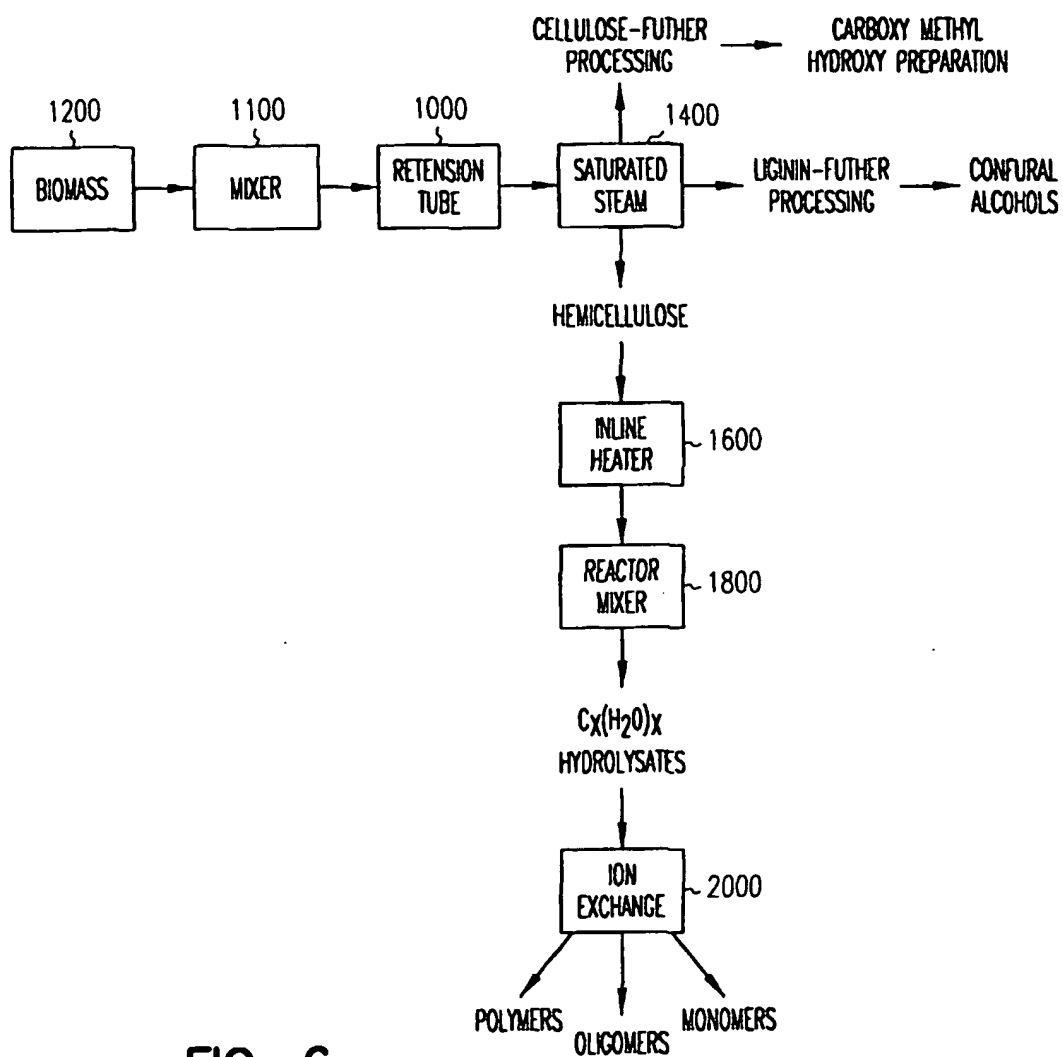 CELLULOSE-FUTHER
PROCESSING
CARBOXY METHYL
HYDROXY PREPARATION
1200
1100
1000
1400
BIOMASS
MIXER
RETENSION
TUBE
SATURATED
STEAM
LIGININ-FUTHER
PROCESSING
CONFURAL
ALCOHOLS
HEMICELLULOSE
INLINE
HEATER
1600
REACTOR
MIXER
1800
CX(H2O)X
HYDROLYSATES
ION
EXCHANGE
2000
POLYMERS
OLIGOMERS
MONOMERS